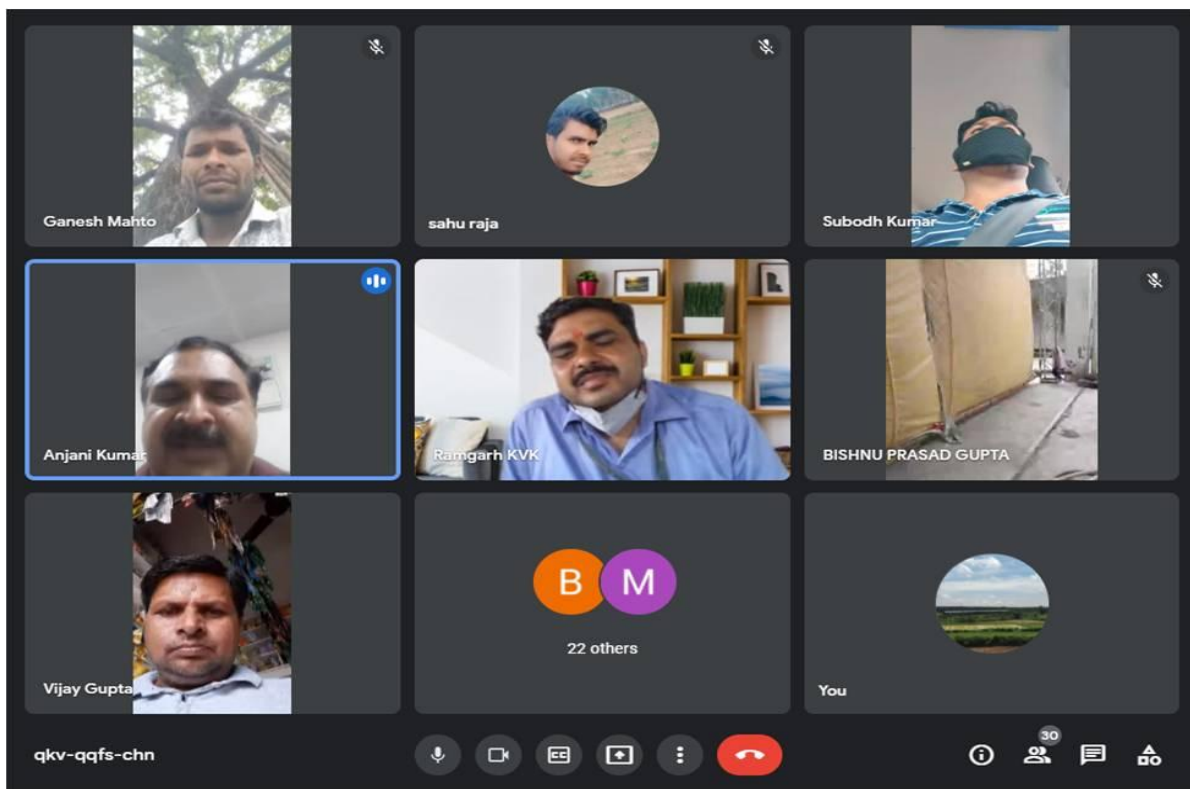 Ganesh Mahto
sahu raja
Subodh Kumar
Anjani Kumar
Ramgarh KVK
BISHNU PRASAD GUPTA
Vijay Gupta
B M
22 others
You
qkv-qqfs-chn
CC
30